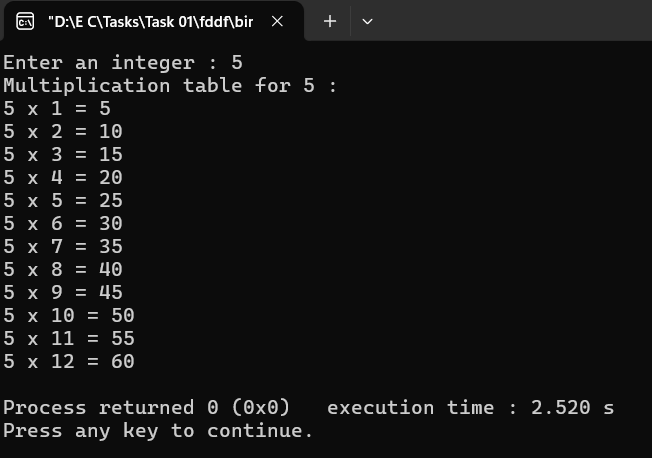 "D:\E C\Tasks\Task 01\fddf\bin
Enter an integer : 5
Multiplication table for 5 :
5 x 1 = 5
5 x 2 = 10
5 x 3 = 15
5 x 4 = 20
5 x 5 = 25
5 x 6 = 30
5 x 7 = 35
5 x 8 = 40
5 x 9 = 45
5 x 10 = 50
5 x 11 = 55
5 x 12 = 60
Process returned 0 (0x0)   execution time : 2.520 s
Press any key to continue.